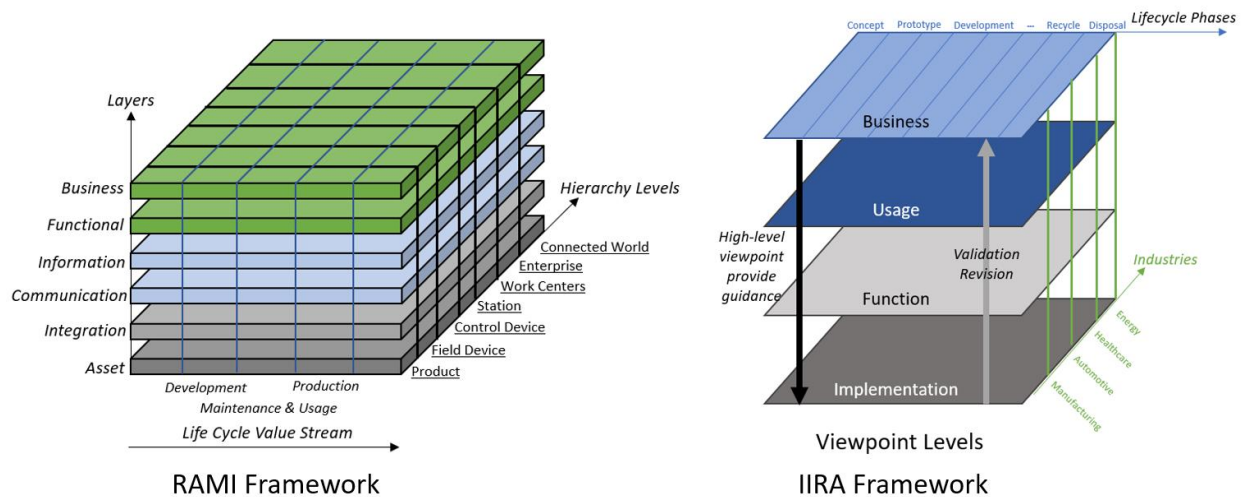 Layers
Business
Functional
Information
Communication
Integration
Asset
Hierarchy Levels
Connected World
Enterprise
Work Centers
Station
Control Device
Field Device
Product
Development
Production
Maintenance & Usage
Life Cycle Value Stream
RAMI Framework
Concept
Prototype
Development
...
Recycle
Disposal
Lifecycle Phases
Business
Usage
Function
Implementation
High-level
viewpoint
provide
guidance
Validation
Revision
Industries
Energy
Healthcare
Automotive
Manufacturing
Viewpoint Levels
IIRA Framework